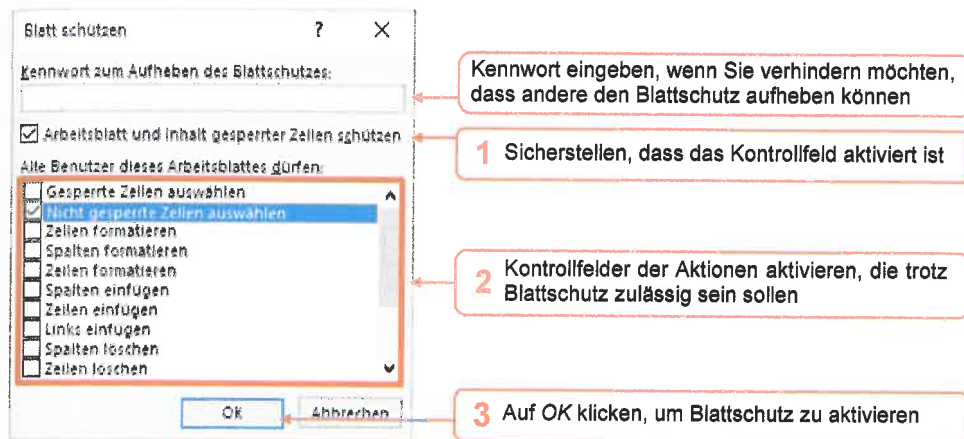 Blatt schützen ? ×
Kennwort zum Aufheben des Blattschutzes:
Arbeitsblatt und Inhalt gesperrter Zellen schützen
Alle Benutzer dieses Arbeitsblattes dürfen:
Gesperrte Zellen auswählen
Nicht gesperrte Zellen auswählen
Zellen formatieren
Spalten formatieren
Zeilen formatieren
Spalten einfügen
Zeilen einfügen
Links einfügen
Spalten löschen
Zeilen löschen
OK Abbrechen
Kennwort eingeben, wenn Sie verhindern möchten,
dass andere den Blattschutz aufheben können
1 Sicherstellen, dass das Kontrollfeld aktiviert ist
2 Kontrollfelder der Aktionen aktivieren, die trotz
Blattschutz zulässig sein sollen
3 Auf OK klicken, um Blattschutz zu aktivieren